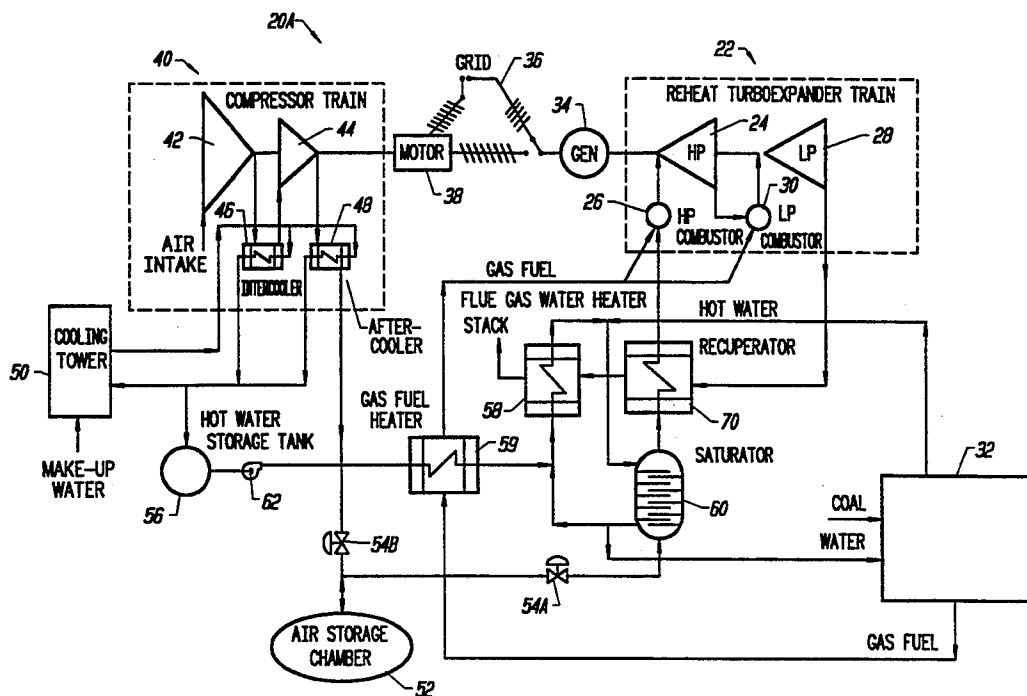 20A
40
GRID
36
22
COMPRESSOR TRAIN
34
REHEAT TURBOEXPANDER TRAIN
24
42
44
MOTOR
GEN
HP
LP
28
38
46
48
26
30
HP
COMBUSTOR
LP
COMBUSTOR
AIR
INTAKE
INTERCOOLER
GAS FUEL
AFTER-
COOLER
FLUE GAS WATER HEATER
STACK
HOT WATER
COOLING
TOWER
50
RECUPERATOR
58
70
GAS FUEL
HEATER
HOT WATER
STORAGE TANK
59
SATURATOR
32
MAKE-UP
WATER
56
62
60
COAL
WATER
54B
54A
AIR STORAGE
CHAMBER
GAS FUEL
52